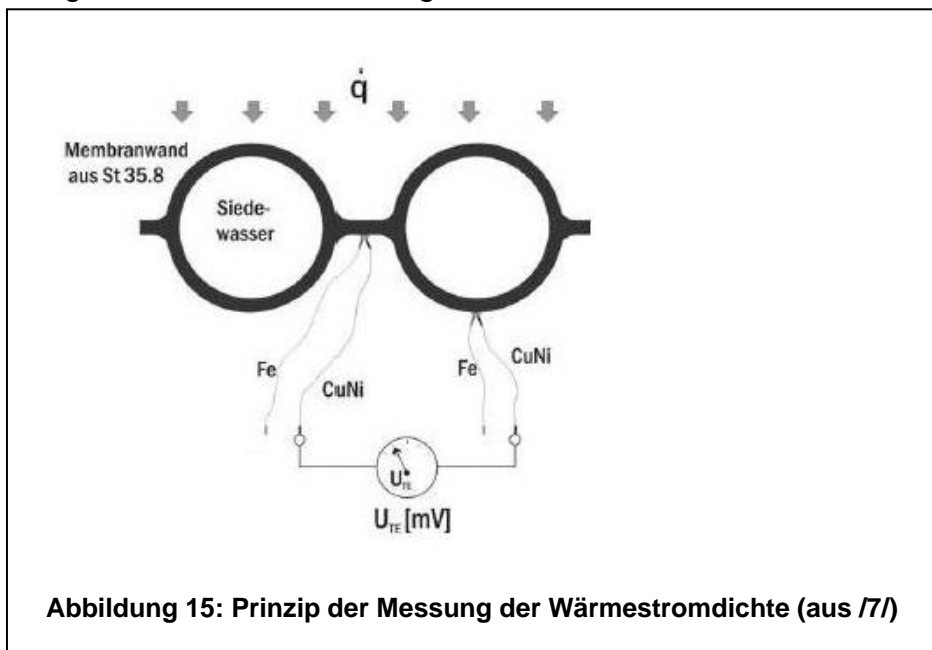 q̇
Membranwand
aus St 35.8
Siede-
wasser
Fe
CuNi
Fe
CuNi
U_TE
U_TE [mV]
Abbildung 15: Prinzip der Messung der Wärmestromdichte (aus /7/)